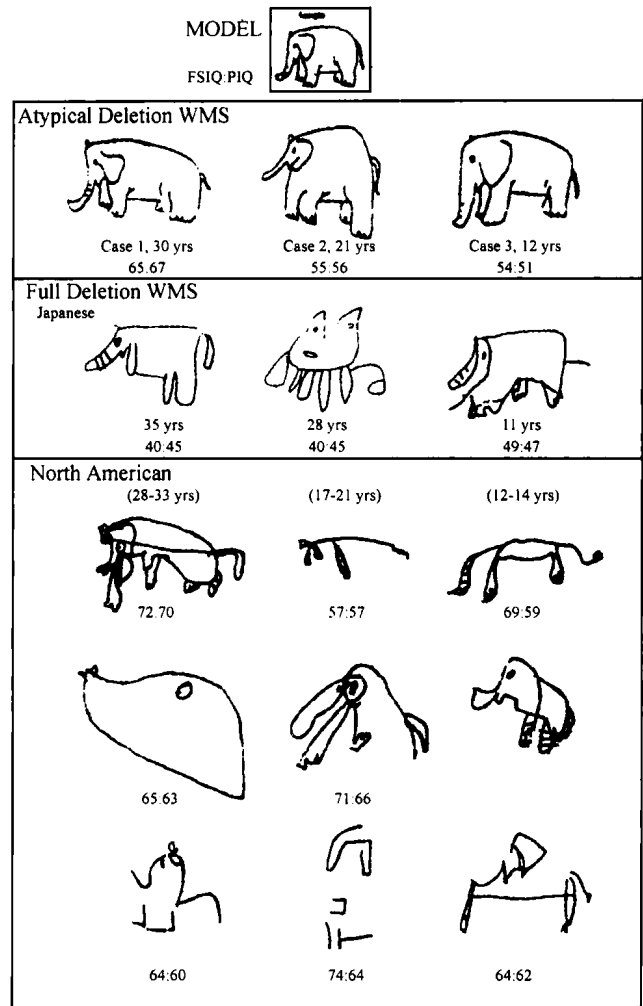 MODEL
FSIQ:PIQ
Atypical Deletion WMS
Case 1, 30 yrs
65:67
Case 2, 21 yrs
55:56
Case 3, 12 yrs
54:51
Full Deletion WMS
Japanese
35 yrs
40:45
28 yrs
40:45
11 yrs
49:47
North American
(28-33 yrs)
(17-21 yrs)
(12-14 yrs)
72.70
57:57
69:59
65:63
71:66
64:60
74:64
64:62